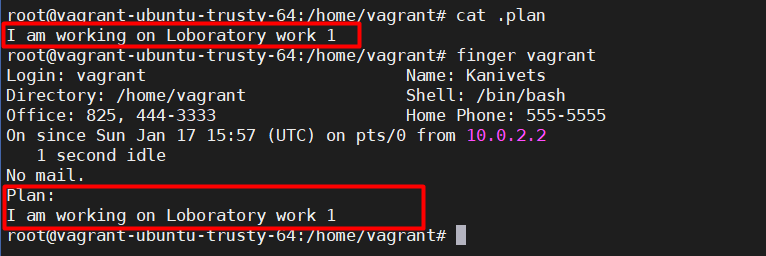 root@vagrant-ubuntu-trusty-64:/home/vagrant# cat .plan
I am working on Loboratory work 1
root@vagrant-ubuntu-trusty-64:/home/vagrant# finger vagrant
Login: vagrant                          Name: Kanivets
Directory: /home/vagrant                Shell: /bin/bash
Office: 825, 444-3333                   Home Phone: 555-5555
On since Sun Jan 17 15:57 (UTC) on pts/0 from 10.0.2.2
   1 second idle
No mail.
Plan:
I am working on Loboratory work 1
root@vagrant-ubuntu-trusty-64:/home/vagrant#